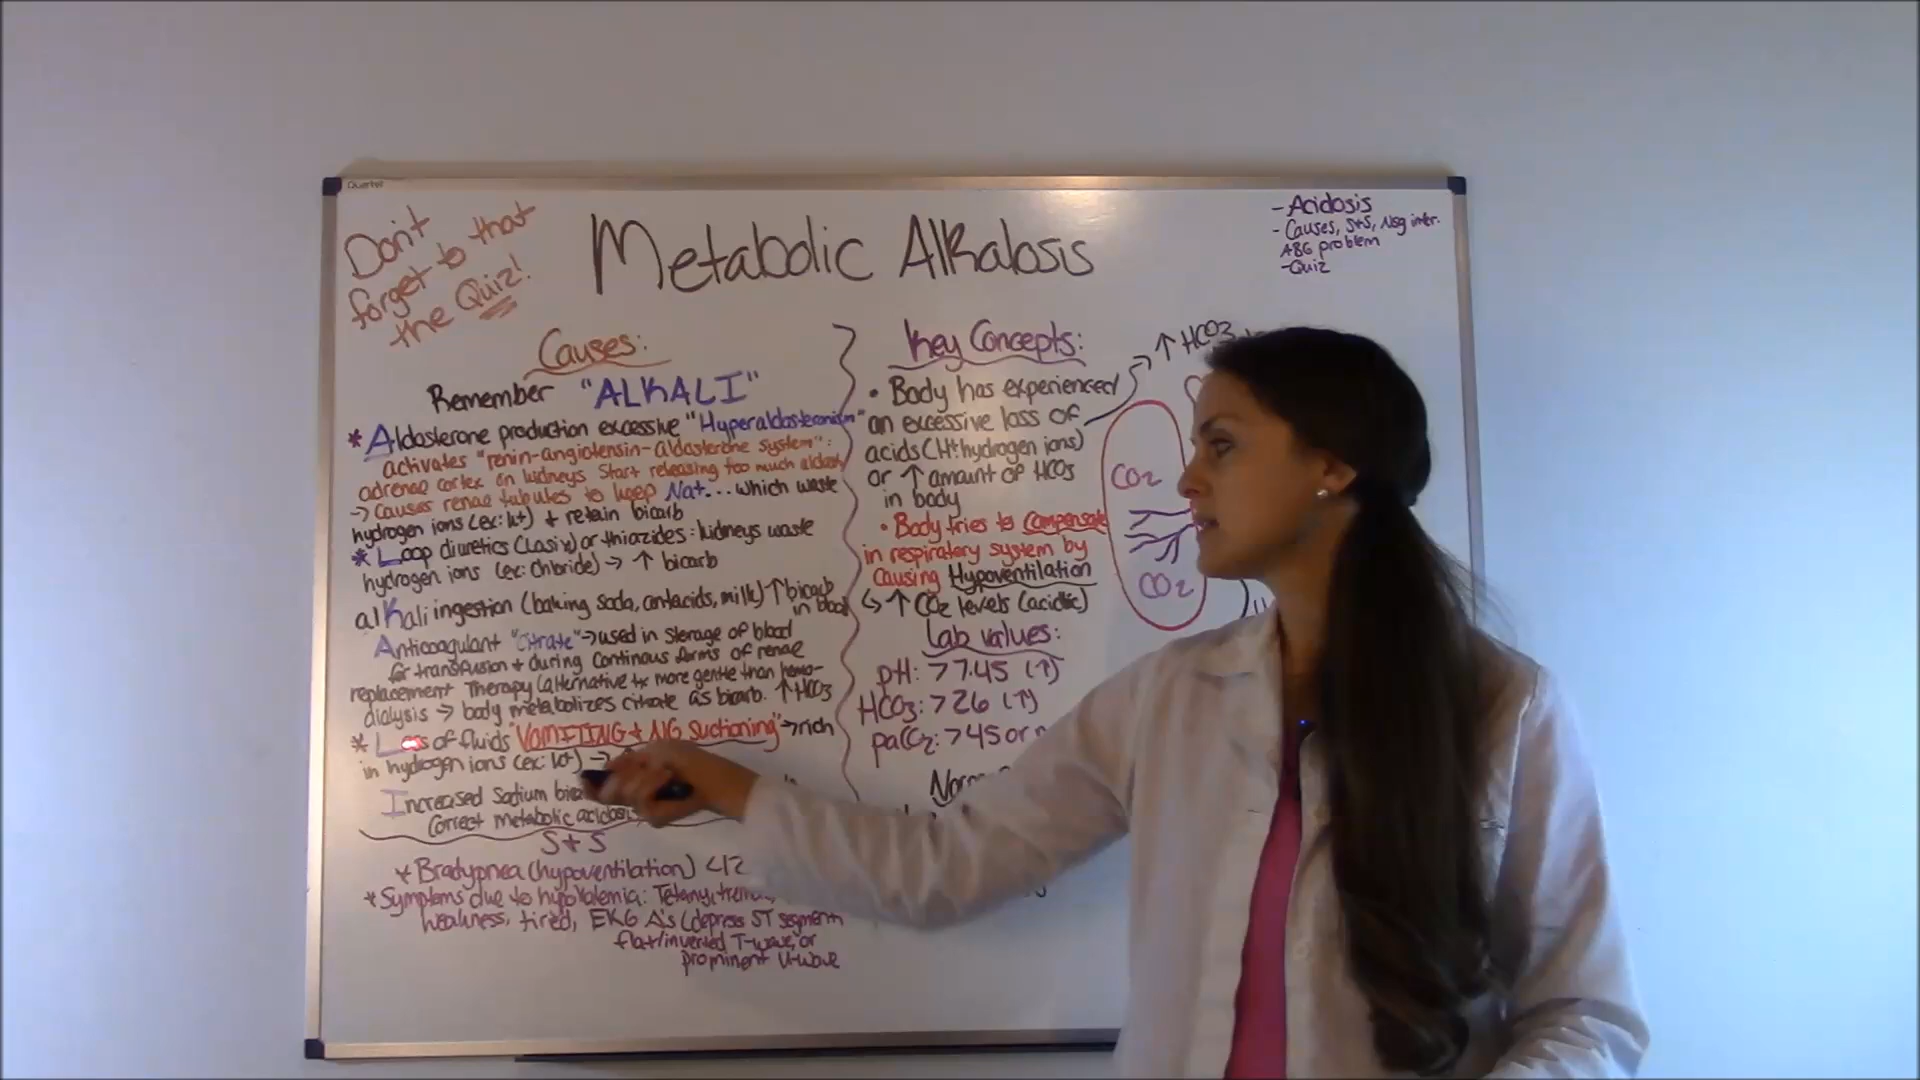 Quartet
Don't
forget to that
the Quiz!
Metabolic Alkalosis
- Acidosis
- Causes, S+S, Nsg inter.
ABG problem
- Quiz
Causes:
Remember "ALKALI"
* Aldosterone production excessive "Hyperaldosteronism"
activates "renin-angiotensin-aldosterone system":
adrenal cortex on kidneys start releasing too much
-> Causes renal tubules to keep Na+... which waste
hydrogen ions + retain bicarb
* Loop diuretics (Lasix) or thiazides: kidneys waste
hydrogen ions (ex: chloride) → ↑ bicarb
alKali ingestion (baking soda, antacids, milk) ↑ bicarb
in blood
Anticoagulant "Citrate" → used in storage of blood
for transfusion + during continous forms of renal
replacement Therapy (alternative tx more gentle than hemo-
dialysis → body metabolizes citrate as bicarb. ↑ HCO3
* Loss of fluids "VOMITING + NG Suctioning" → rich
in hydrogen ions →
Increased Sodium
Correct metabolic acidosis
S+S
* Bradypnea (hypoventilation) <12
* Symptoms due to Tetany,
weakness, tired, EKG Δ's (depress ST segment
flat/inverted T-wave, or
prominent U-wave
Key Concepts:
• Body has experienced
an excessive loss of
acids (H+ hydrogen ions)
or ↑ amount of HCO3
in body
• Body tries to compensate
in respiratory system by
causing Hypoventilation
↳ ↑ CO2 levels (acidic)
Lab values:
pH: >7.45 (↑)
HCO3: >26 (↑)
paCO2: >45 or
↑ HCO3
CO2
CO2